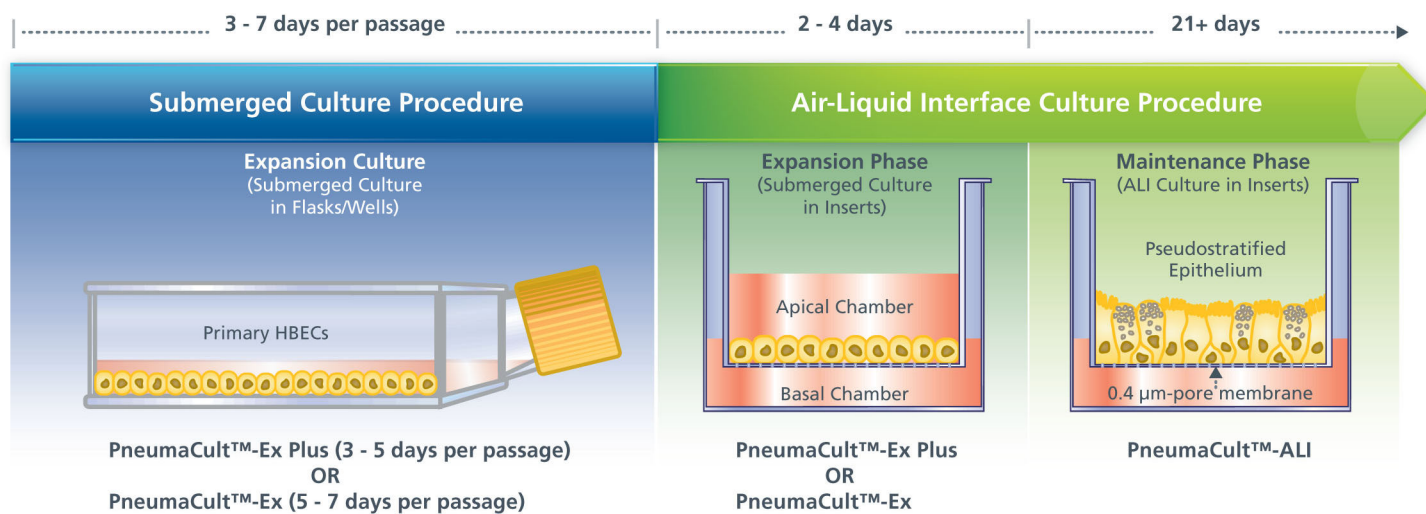 3 - 7 days per passage
2 - 4 days
21+ days
Submerged Culture Procedure
Air-Liquid Interface Culture Procedure
Expansion Culture
(Submerged Culture
in Flasks/Wells)
Expansion Phase
(Submerged Culture
in Inserts)
Maintenance Phase
(ALI Culture in Inserts)
Primary HBECs
Apical Chamber
Basal Chamber
Pseudostratified
Epithelium
0.4 µm-pore membrane
PneumaCult™-Ex Plus (3 - 5 days per passage)
OR
PneumaCult™-Ex (5 - 7 days per passage)
PneumaCult™-Ex Plus
OR
PneumaCult™-Ex
PneumaCult™-ALI